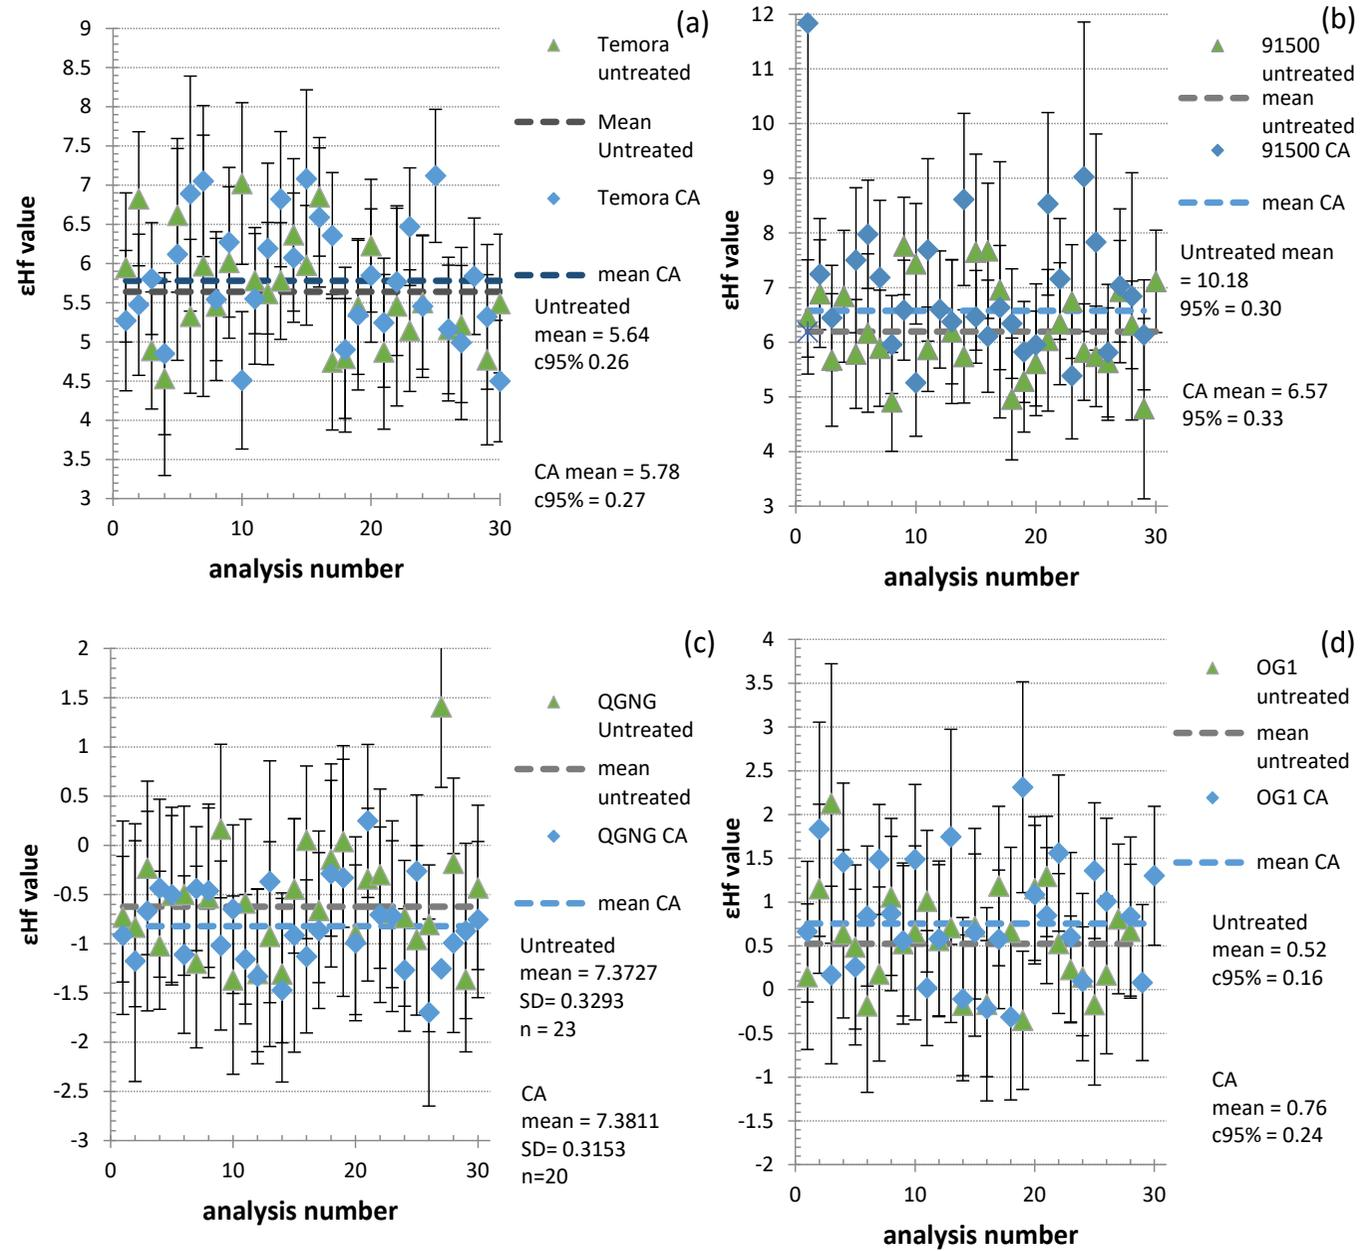 (a)
9
8.5
8
7.5
7
6.5
6
5.5
5
4.5
4
3.5
3
εHf value
0
10
20
30
analysis number
Temora
untreated
Mean
Untreated
Temora CA
mean CA
Untreated
mean = 5.64
c95% 0.26
CA mean = 5.78
c95% = 0.27
(b)
12
11
10
9
8
7
6
5
4
3
εHf value
0
10
20
30
analysis number
91500
untreated
mean
untreated
91500 CA
mean CA
Untreated mean
= 10.18
95% = 0.30
CA mean = 6.57
95% = 0.33
(c)
2
1.5
1
0.5
0
-0.5
-1
-1.5
-2
-2.5
-3
εHf value
0
10
20
30
analysis number
QGNG
Untreated
mean
untreated
QGNG CA
mean CA
Untreated
mean = 7.3727
SD= 0.3293
n = 23
CA
mean = 7.3811
SD= 0.3153
n=20
(d)
4
3.5
3
2.5
2
1.5
1
0.5
0
-0.5
-1
-1.5
-2
εHf value
0
10
20
30
analysis number
OG1
untreated
mean
untreated
OG1 CA
mean CA
Untreated
mean = 0.52
c95% = 0.16
CA
mean = 0.76
c95% = 0.24